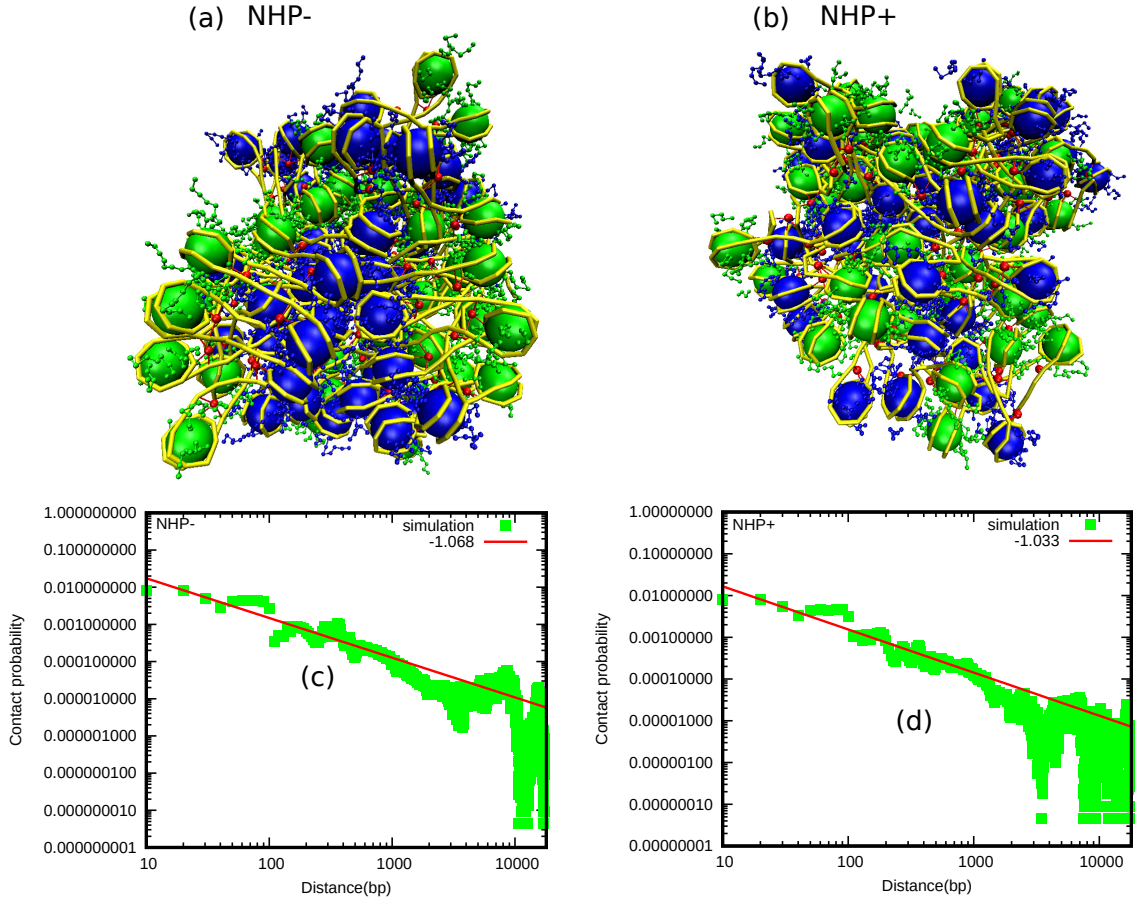 (a) NHP-
(b) NHP+
1.000000000
0.100000000
0.010000000
0.001000000
0.000100000
0.000010000
0.000001000
0.000000100
0.000000010
0.000000001
Contact probability
NHP-
simulation
-1.068
(c)
10
100
1000
10000
Distance(bp)
1.00000000
0.10000000
0.01000000
0.00100000
0.00010000
0.00001000
0.00000100
0.00000010
0.00000001
Contact probability
NHP+
simulation
-1.033
(d)
10
100
1000
10000
Distance(bp)